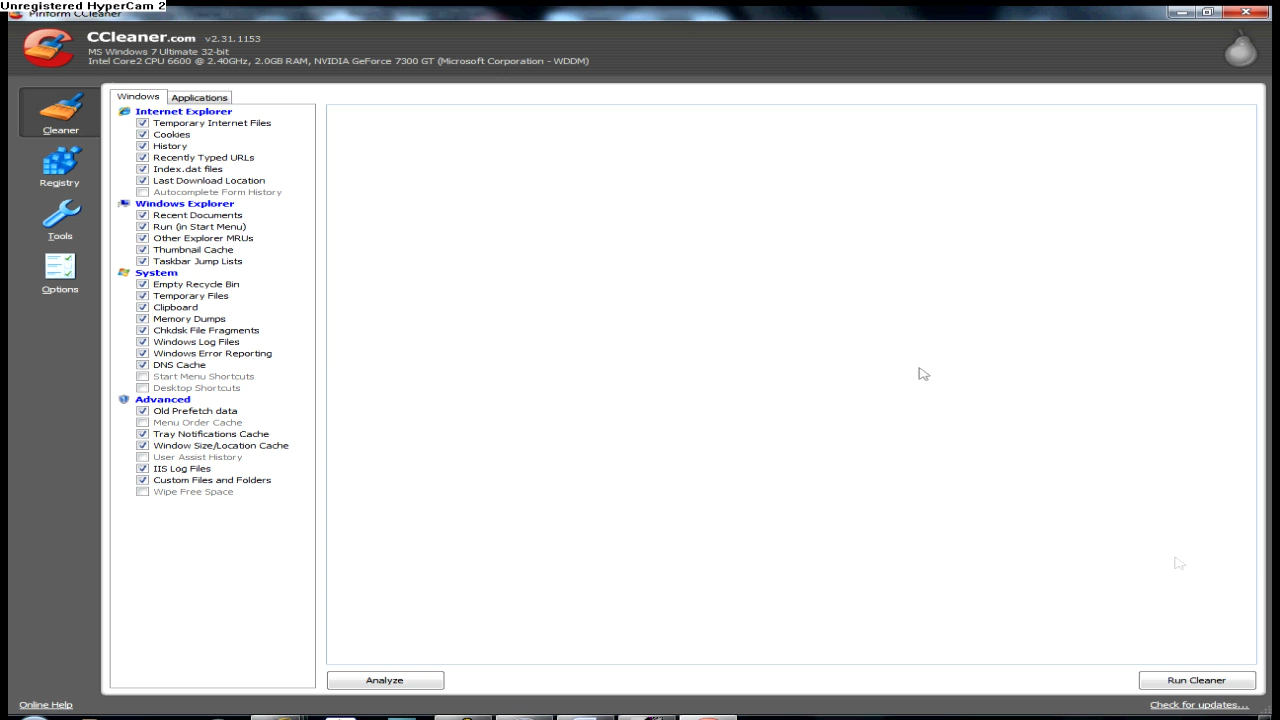 Unregistered HyperCam 2
Piriform CCleaner
CCleaner.com v2.31.1153
MS Windows 7 Ultimate 32-bit
Intel Core2 CPU 6600 @ 2.40GHz, 2.0GB RAM, NVIDIA GeForce 7300 GT (Microsoft Corporation - WDDM)
Cleaner
Registry
Tools
Options
Windows
Applications
Internet Explorer
Temporary Internet Files
Cookies
History
Recently Typed URLs
Index.dat files
Last Download Location
Autocomplete Form History
Windows Explorer
Recent Documents
Run (in Start Menu)
Other Explorer MRUs
Thumbnail Cache
Taskbar Jump Lists
System
Empty Recycle Bin
Temporary Files
Clipboard
Memory Dumps
Chkdsk File Fragments
Windows Log Files
Windows Error Reporting
DNS Cache
Start Menu Shortcuts
Desktop Shortcuts
Advanced
Old Prefetch data
Menu Order Cache
Tray Notifications Cache
Window Size/Location Cache
User Assist History
IIS Log Files
Custom Files and Folders
Wipe Free Space
Analyze
Run Cleaner
Online Help
Check for updates...